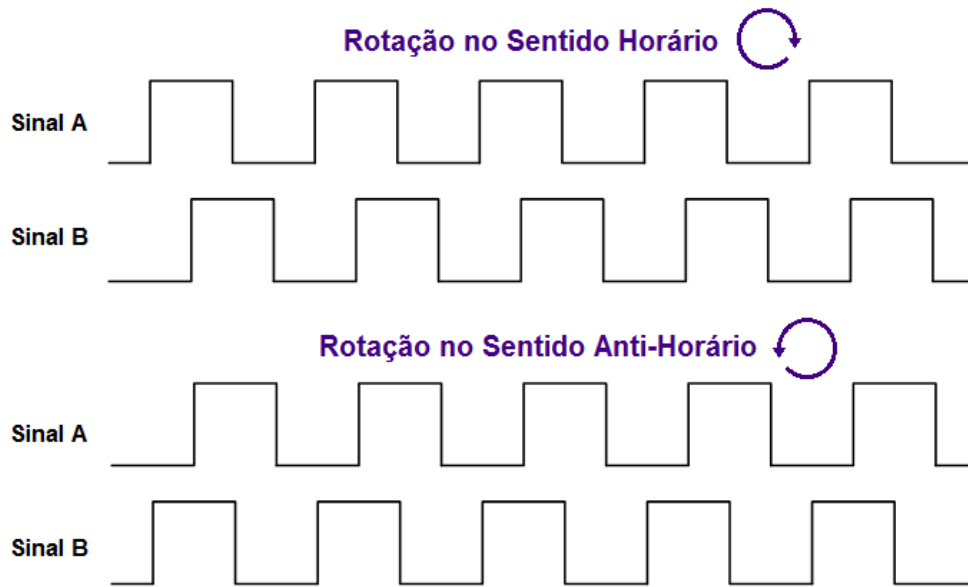 Rotação no Sentido Horário
Sinal A
Sinal B
Rotação no Sentido Anti-Horário
Sinal A
Sinal B